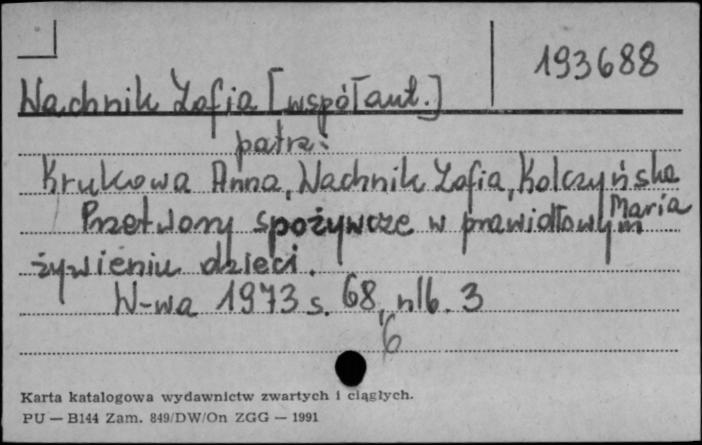 193688
Wachnik Zofia [współaut.]
patrz:
Krukowa Anna, Wachnik Zofia, Kolczyńska
Maria
Przetwory spożywcze w prawidłowym
żywieniu dzieci.
W-wa 1973 s. 68, nlb. 3
6
Karta katalogowa wydawnictw zwartych i ciągłych.
PU — B144 Zam. 849/DW/On ZGG — 1991